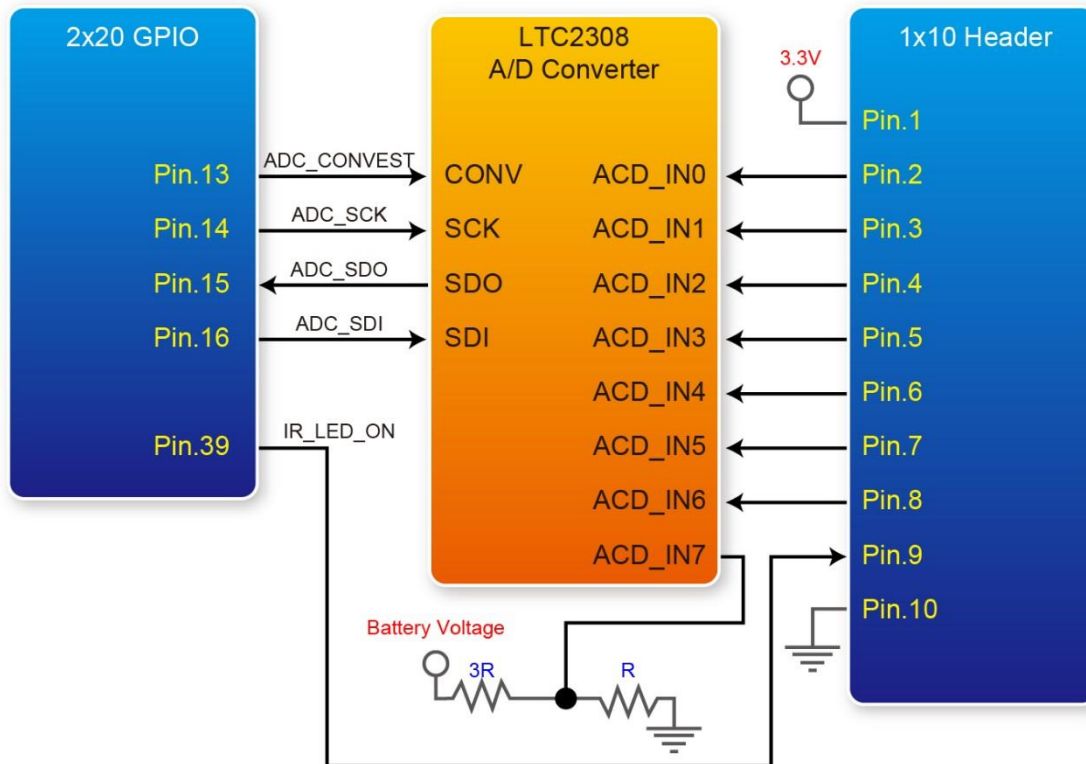 2x20 GPIO
Pin.13
Pin.14
Pin.15
Pin.16
Pin.39
ADC_CONVEST
ADC_SCK
ADC_SDO
ADC_SDI
IR_LED_ON
LTC2308
A/D Converter
CONV
SCK
SDO
SDI
ACD_IN0
ACD_IN1
ACD_IN2
ACD_IN3
ACD_IN4
ACD_IN5
ACD_IN6
ACD_IN7
Battery Voltage
3R
R
3.3V
1x10 Header
Pin.1
Pin.2
Pin.3
Pin.4
Pin.5
Pin.6
Pin.7
Pin.8
Pin.9
Pin.10